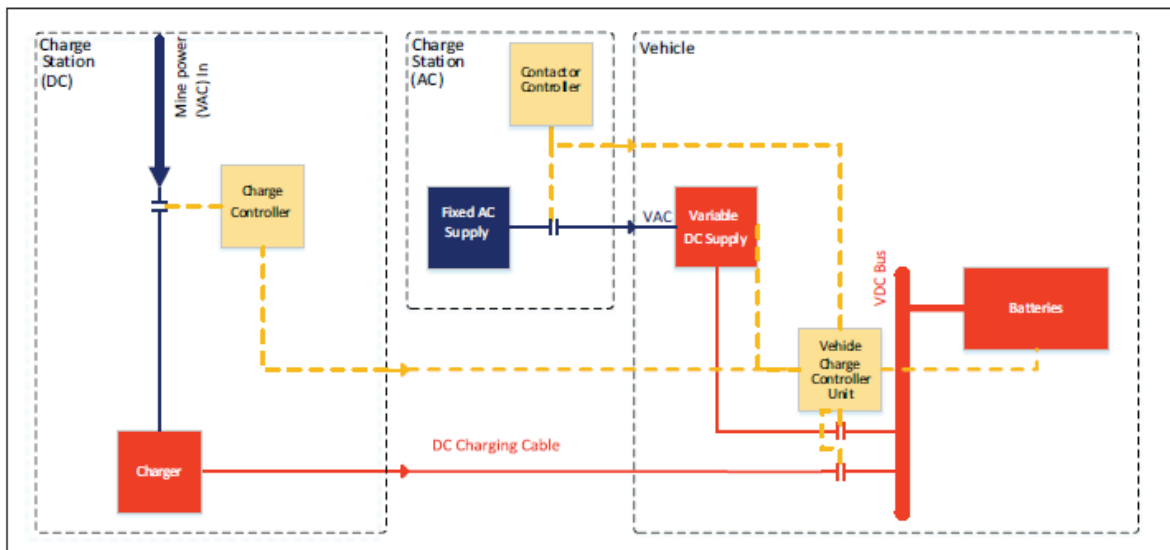 Charge
Station
(DC)
Mine power
(VAC) In
Charge
Controller
Charger
Charge
Station
(AC)
Contactor
Controller
Fixed AC
Supply
Vehicle
VAC
Variable
DC Supply
VDC Bus
Batteries
Vehicle
Charge
Controller
Unit
DC Charging Cable